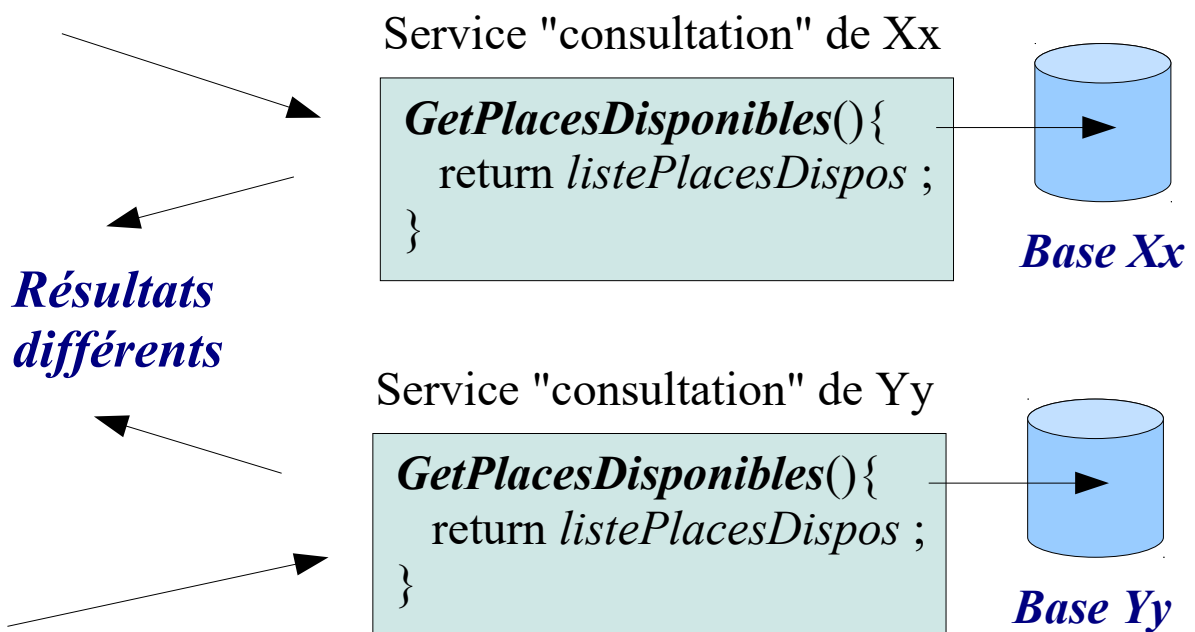 Service "consultation" de Xx
GetPlacesDisponibles(){
return listePlacesDispos ;
}
Base Xx
Résultats
différents
Service "consultation" de Yy
GetPlacesDisponibles(){
return listePlacesDispos ;
}
Base Yy